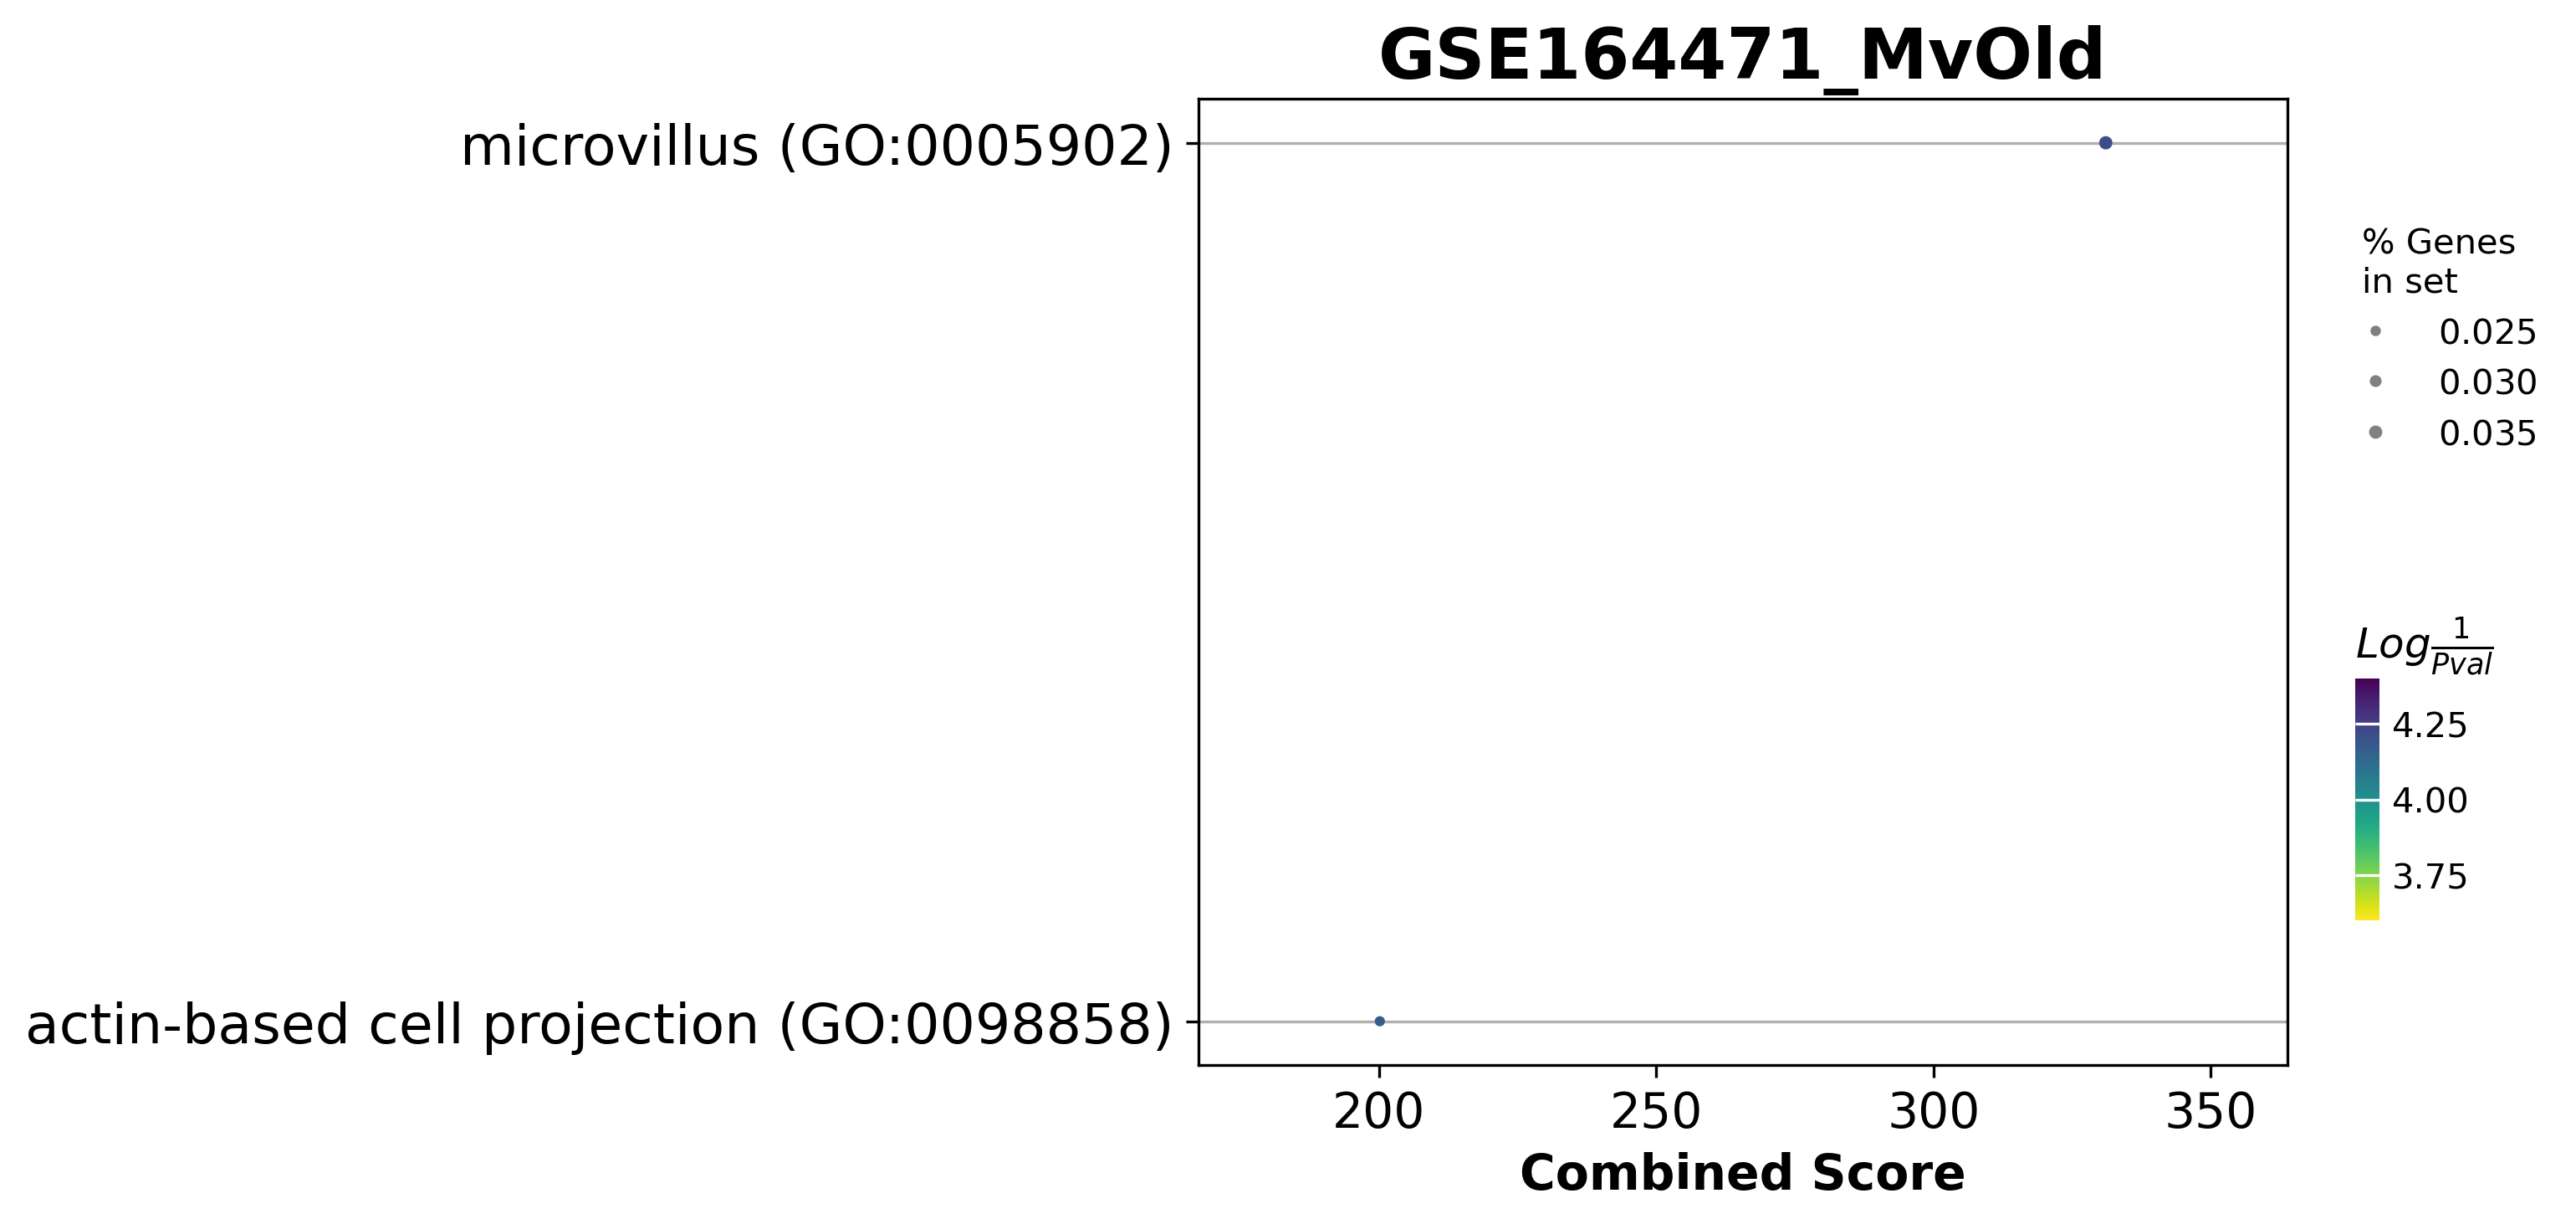 GSE164471_MvOld
microvillus (GO:0005902)
actin-based cell projection (GO:0098858)
200 250 300 350
Combined Score
% Genes
in set
0.025
0.030
0.035
Log 1/Pval
4.25
4.00
3.75